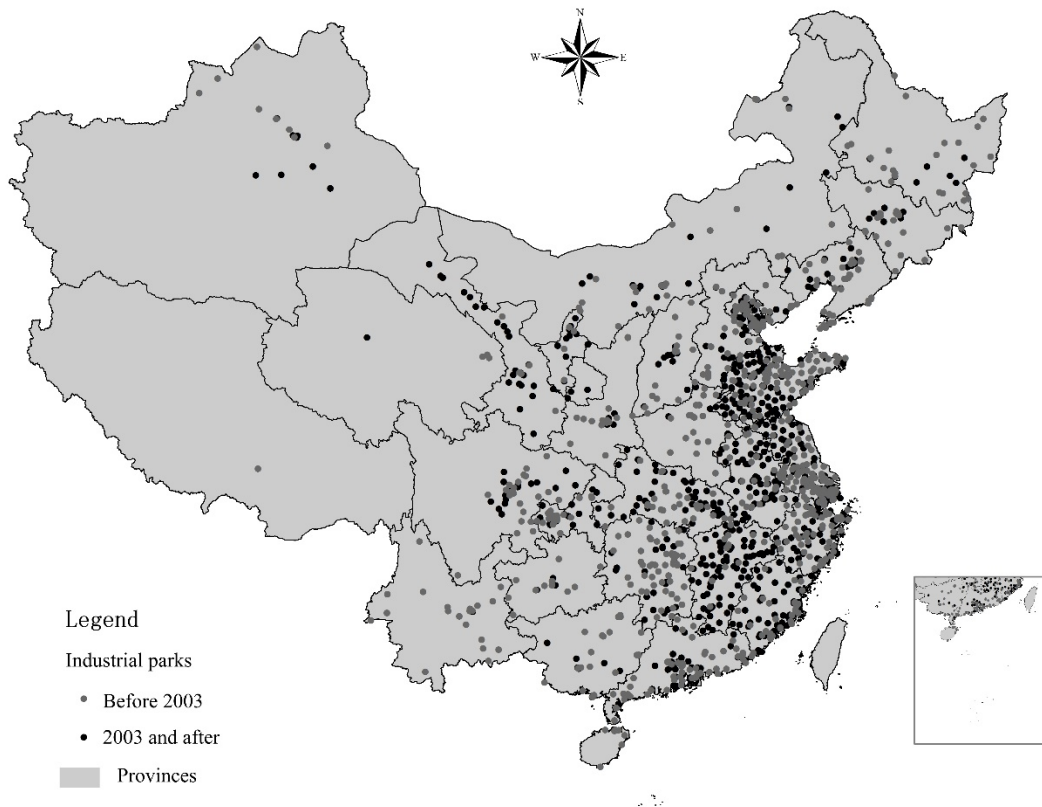 N
W E
S
Legend
Industrial parks
Before 2003
2003 and after
Provinces